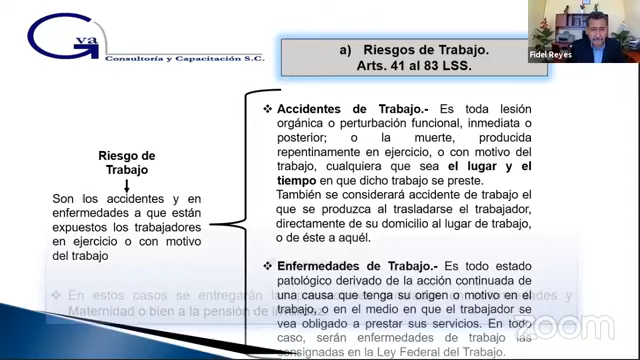 G va
Consultoría y Capacitación S.C.
a) Riesgos de Trabajo.
Arts. 41 al 83 LSS.
Fidel Reyes
Riesgo de
Trabajo
Son los accidentes y en
enfermedades a que están
expuestos los trabajadores
en ejercicio o con motivo
del trabajo
❖ Accidentes de Trabajo.- Es toda lesión
orgánica o perturbación funcional, inmediata o
posterior; o la muerte, producida
repentinamente en ejercicio, o con motivo del
trabajo, cualquiera que sea el lugar y el
tiempo en que dicho trabajo se preste.
También se considerará accidente de trabajo el
que se produzca al trasladarse el trabajador,
directamente de su domicilio al lugar de trabajo,
o de éste a aquél.
❖ Enfermedades de Trabajo.- Es todo estado
patológico derivado de la acción continuada de
una causa que tenga su origen o motivo en el
trabajo, o en el medio en que el trabajador se
vea obligado a prestar sus servicios. En todo
caso, serán enfermedades de trabajo las
consignadas en la Ley Federal del Trabajo.
❖ En estos casos se entregarán las
Maternidad o bien a la pensión de
zoom